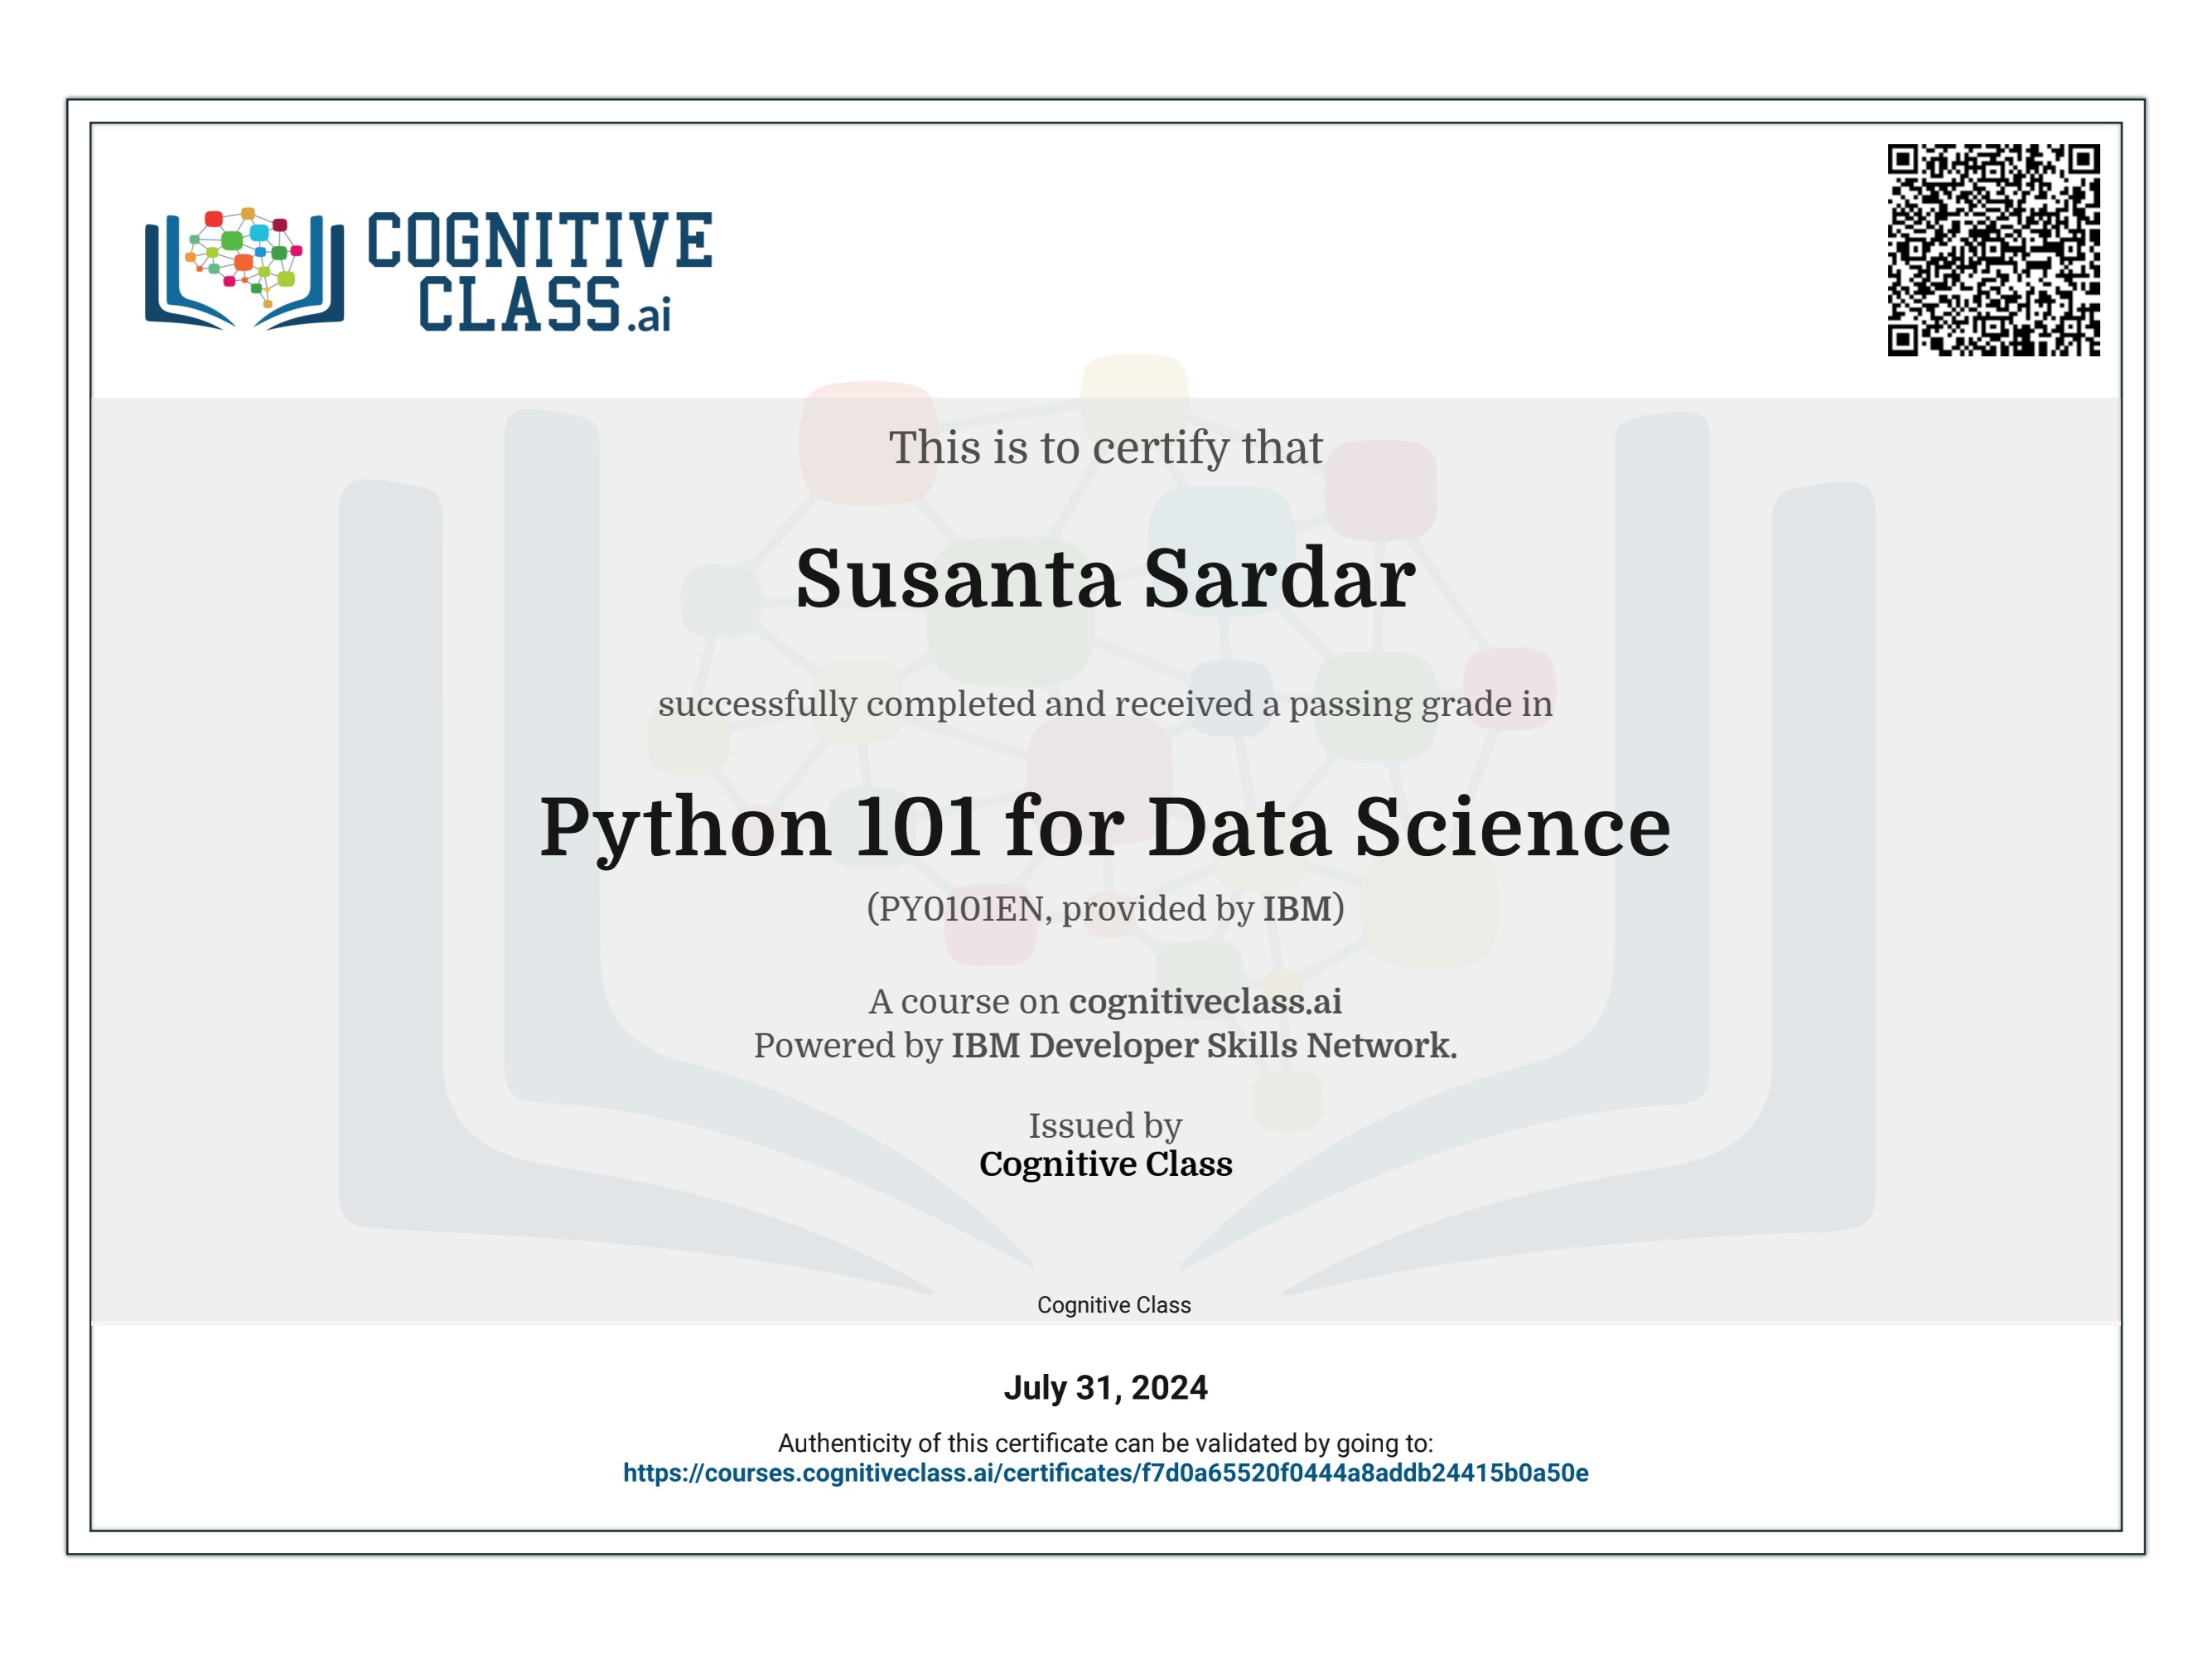 COGNITIVE
CLASS.ai
This is to certify that
Susanta Sardar
successfully completed and received a passing grade in
Python 101 for Data Science
(PY0101EN, provided by IBM)
A course on cognitiveclass.ai
Powered by IBM Developer Skills Network.
Issued by
Cognitive Class
Cognitive Class
July 31, 2024
Authenticity of this certificate can be validated by going to:
https://courses.cognitiveclass.ai/certificates/f7d0a65520f0444a8addb24415b0a50e